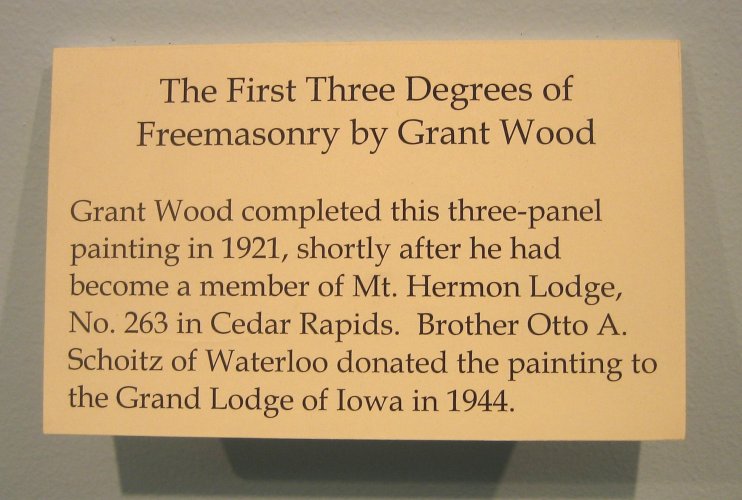 The First Three Degrees of
Freemasonry by Grant Wood
Grant Wood completed this three-panel
painting in 1921, shortly after he had
become a member of Mt. Hermon Lodge,
No. 263 in Cedar Rapids. Brother Otto A.
Schoitz of Waterloo donated the painting to
the Grand Lodge of Iowa in 1944.